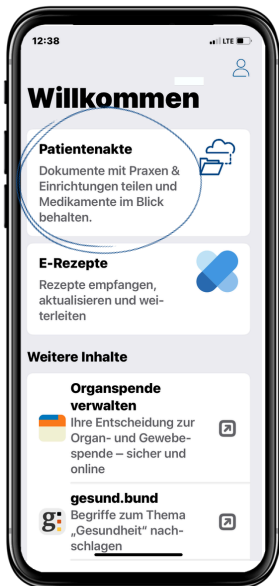 12:38
LTE
Willkommen
Patientenakte
Dokumente mit Praxen &
Einrichtungen teilen und
Medikamente im Blick
behalten.
E-Rezepte
Rezepte empfangen,
aktualisieren und wei-
terleiten
Weitere Inhalte
Organspende
verwalten
Ihre Entscheidung zur
Organ- und Gewebe-
spende – sicher und
online
g:
gesund.bund
Begriffe zum Thema
„Gesundheit" nach-
schlagen